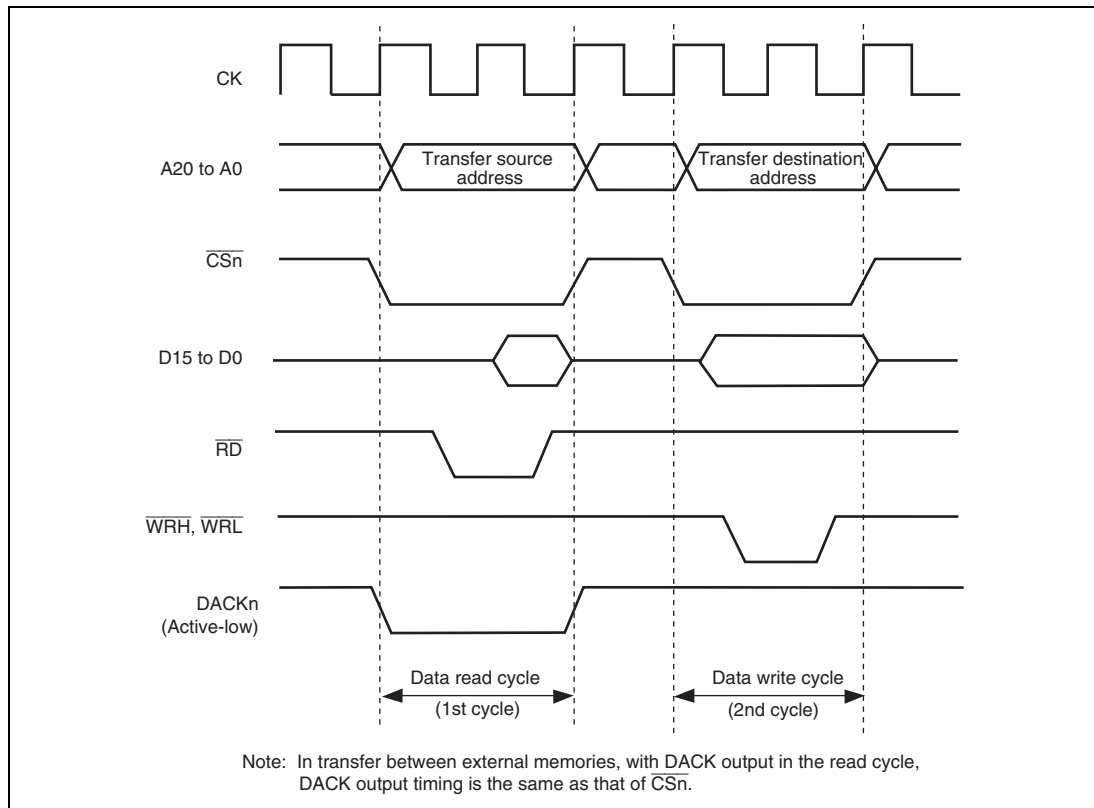 CK
A20 to A0
Transfer source
address
Transfer destination
address
CSn
D15 to D0
RD
WRH, WRL
DACKn
(Active-low)
Data read cycle
(1st cycle)
Data write cycle
(2nd cycle)
Note: In transfer between external memories, with DACK output in the read cycle,
DACK output timing is the same as that of CSn.